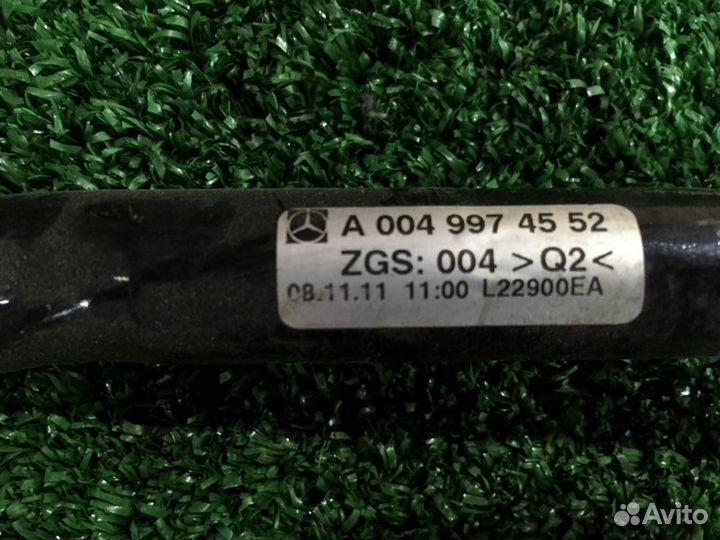 A 004 997 45 52
ZGS: 004 >Q2<
08.11.11 11:00 L22900EA
Avito